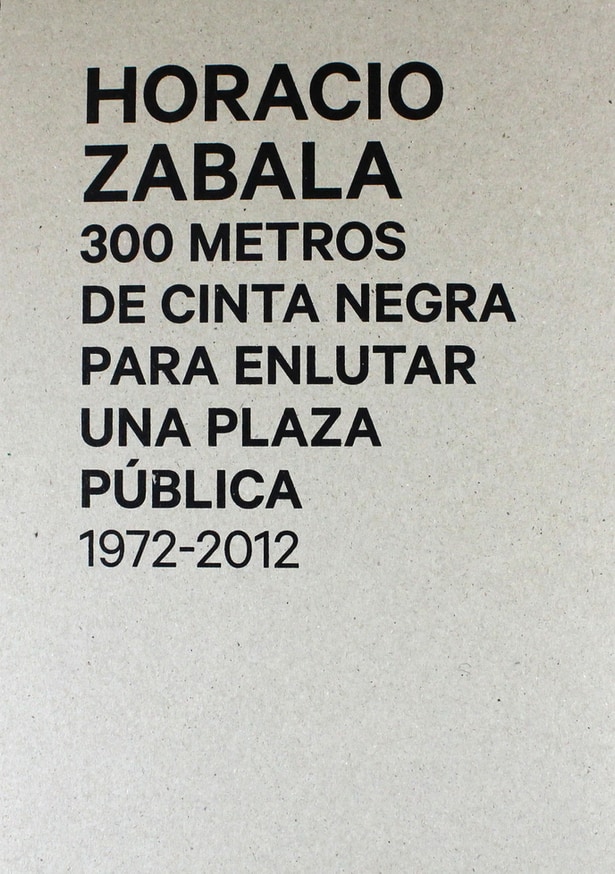 HORACIO
ZABALA
300 METROS
DE CINTA NEGRA
PARA ENLUTAR
UNA PLAZA
PÚBLICA
1972-2012